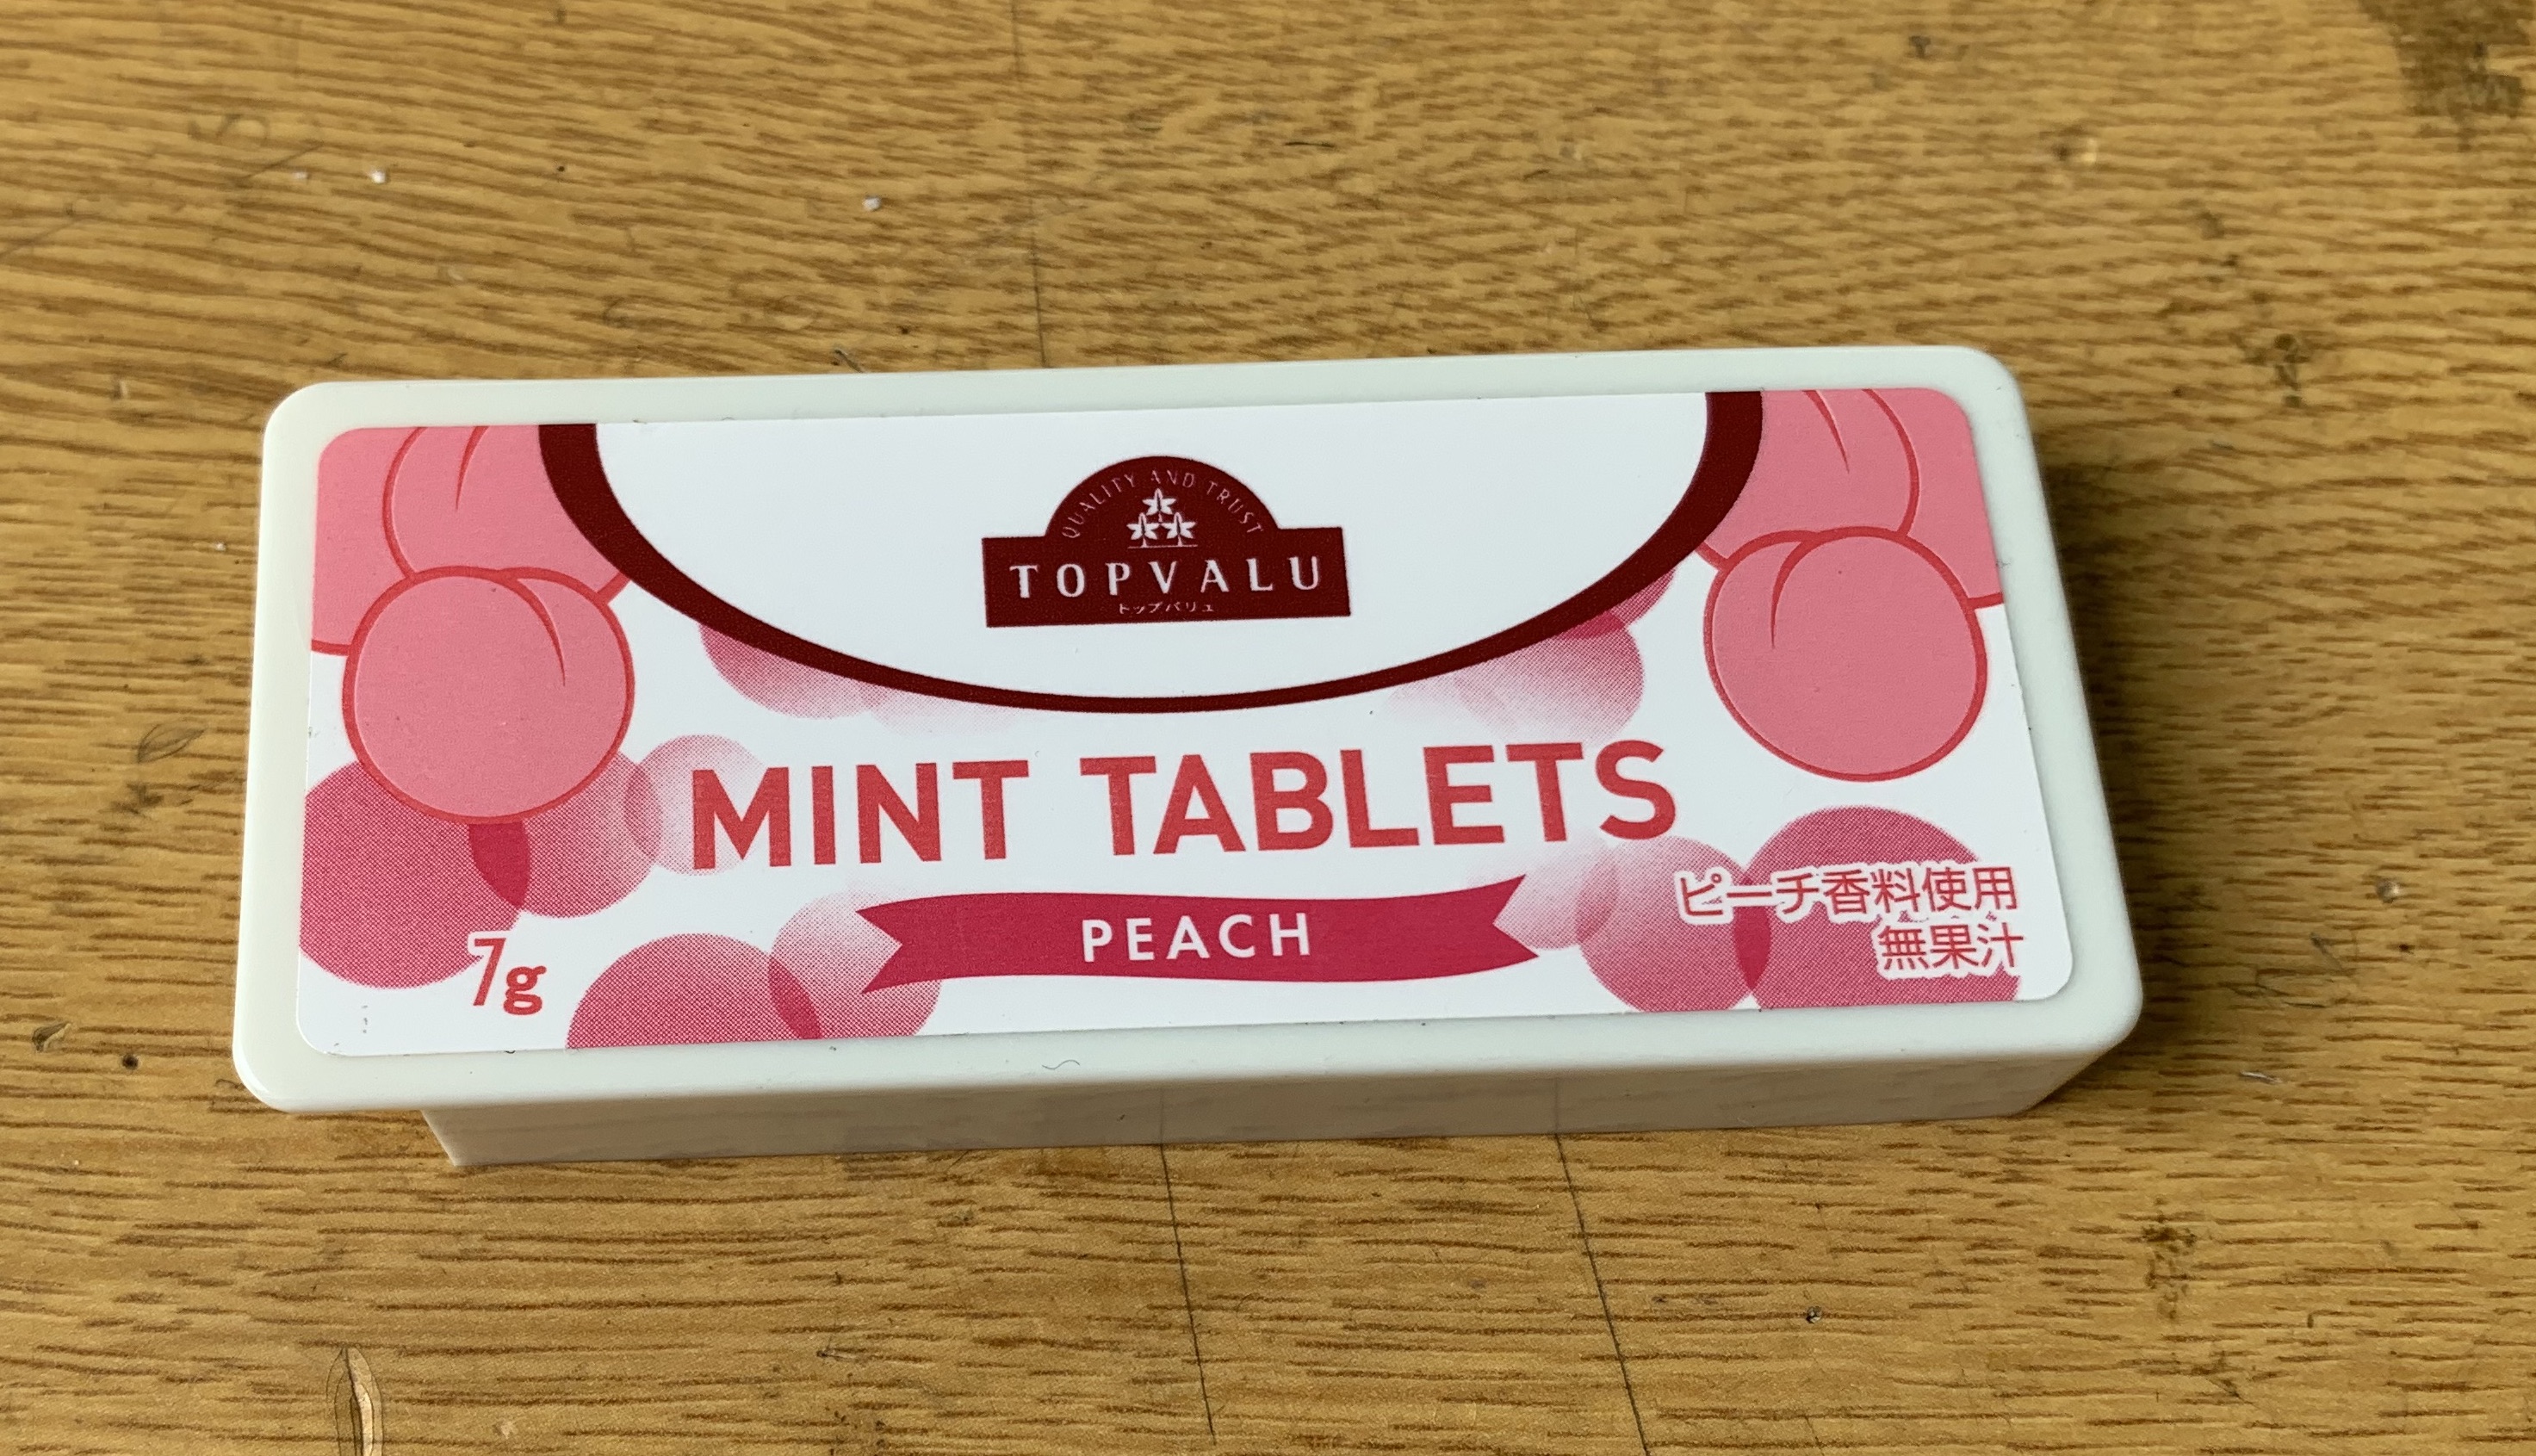 QUALITY AND TRUST
TOPVALU
トップバリュ
MINT TABLETS
PEACH
7g
ピーチ香料使用
無果汁